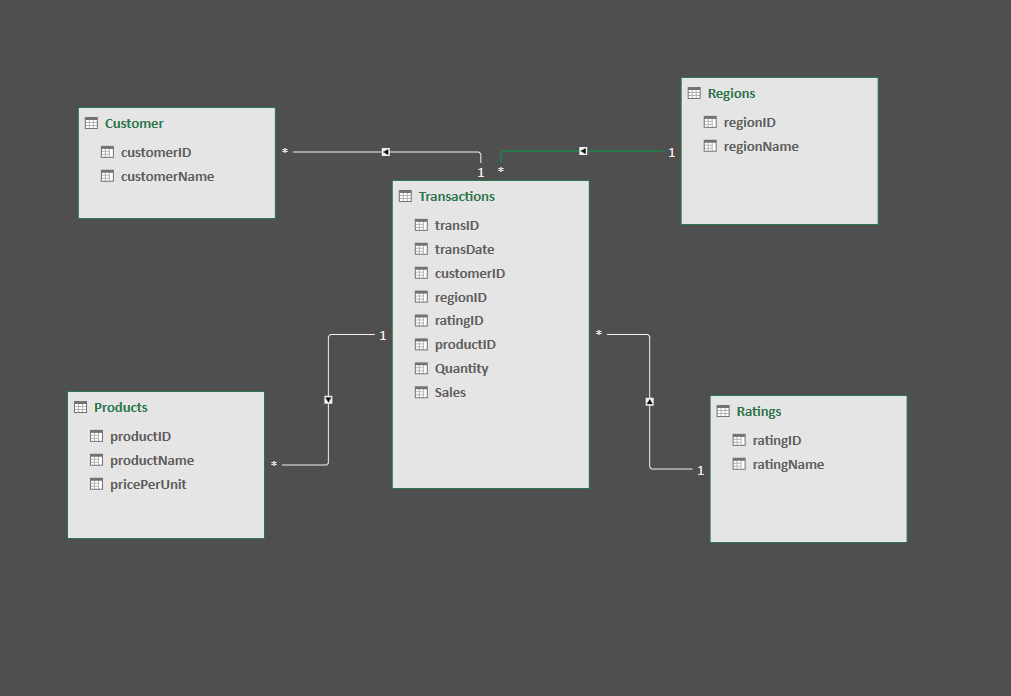 Customer
customerID
customerName
*
1
Regions
regionID
regionName
1
*
Transactions
transID
transDate
customerID
regionID
ratingID
productID
Quantity
Sales
1
*
Products
productID
productName
pricePerUnit
*
1
Ratings
ratingID
ratingName